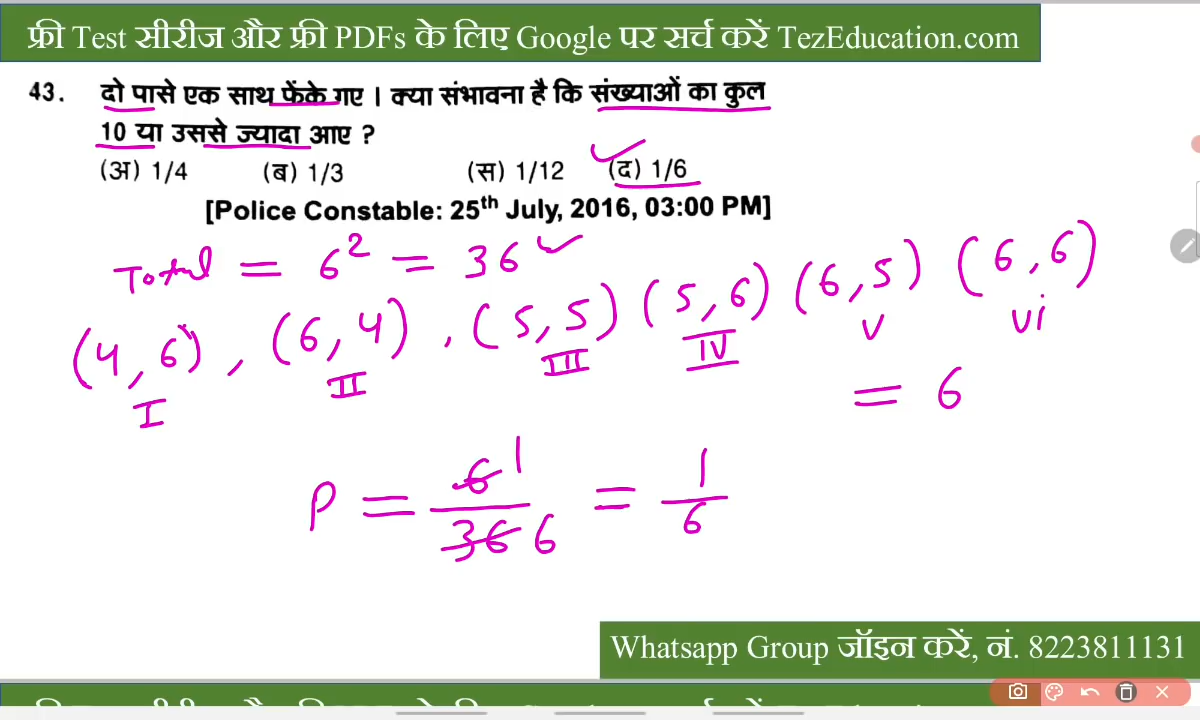 फ्री Test सीरीज और फ्री PDFs के लिए Google पर सर्च करें TezEducation.com
43. दो पासे एक साथ फेंके गए। क्या संभावना है कि संख्याओं का कुल
10 या उससे ज्यादा आए ?
(अ) 1/4 (ब) 1/3 (स) 1/12 (द) 1/6
[Police Constable: 25th July, 2016, 03:00 PM]
Total = 6² = 36
(4,6), (6,4), (5,5) (5,6) (6,5) (6,6)
I II III IV V vi
= 6
P = 6 1 / 36 6 = 1/6
Whatsapp Group जॉइन करें, नं. 8223811131